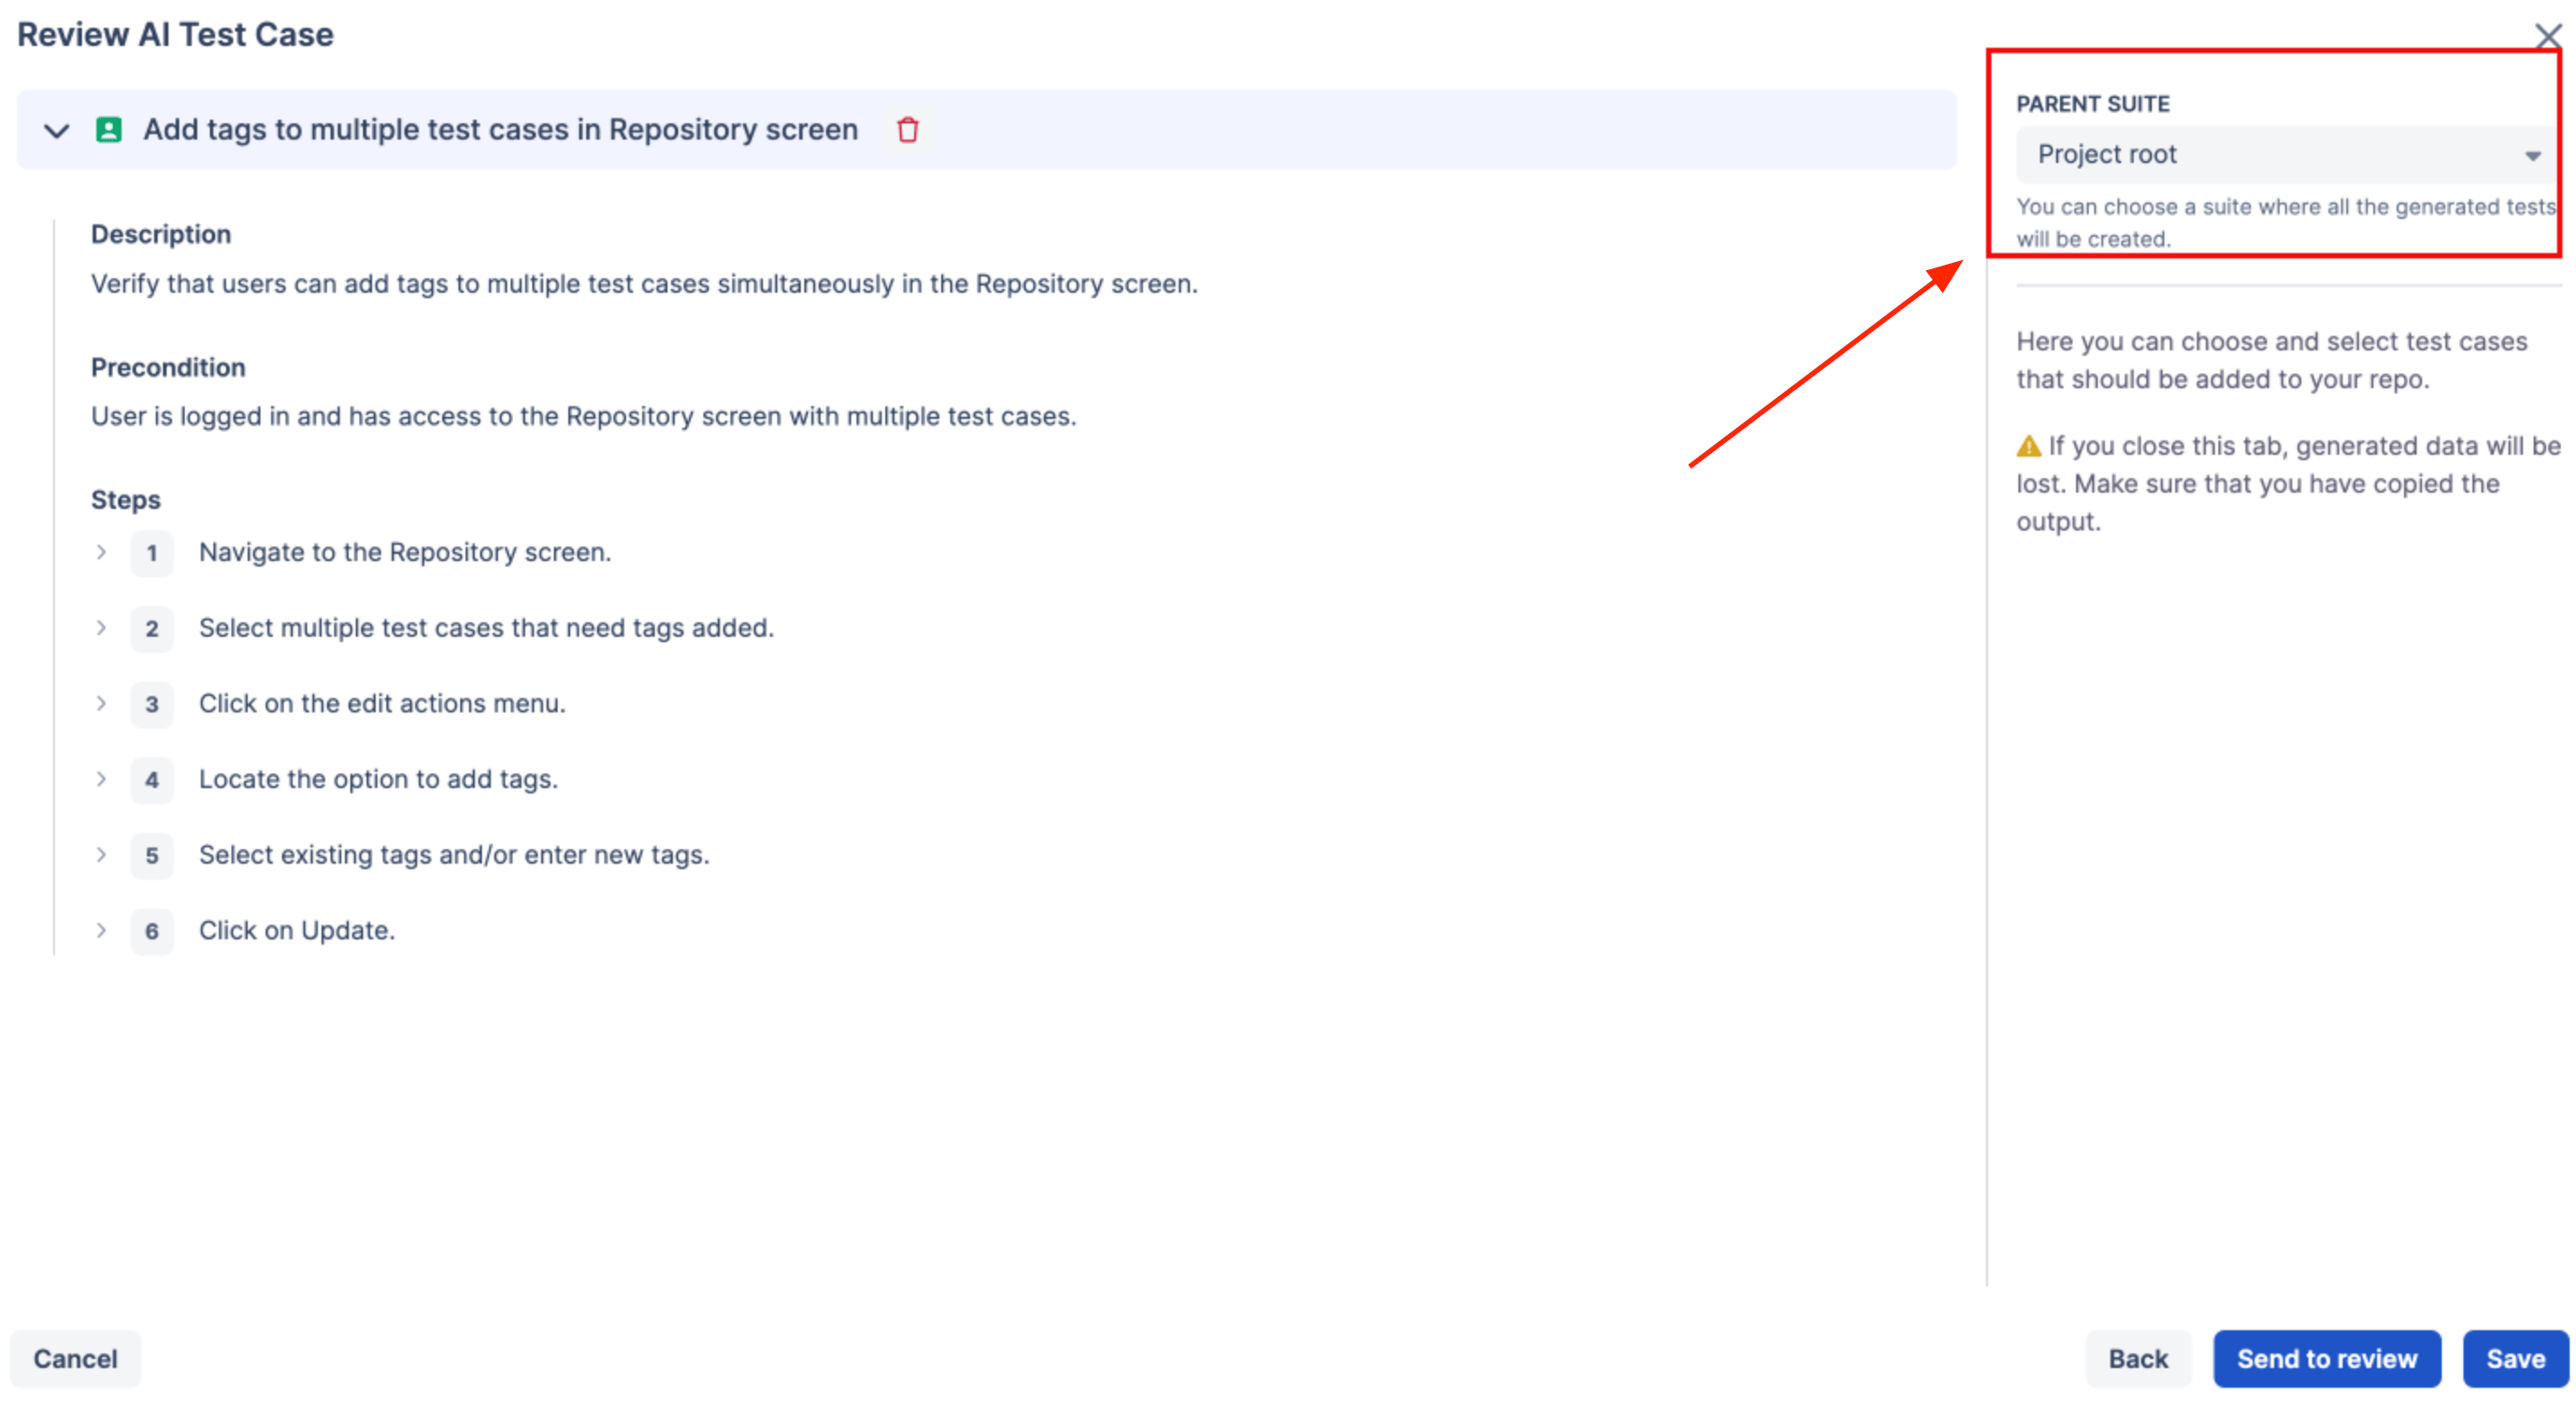 Review AI Test Case
Add tags to multiple test cases in Repository screen
Description
Verify that users can add tags to multiple test cases simultaneously in the Repository screen.
Precondition
User is logged in and has access to the Repository screen with multiple test cases.
Steps
1 Navigate to the Repository screen.
2 Select multiple test cases that need tags added.
3 Click on the edit actions menu.
4 Locate the option to add tags.
5 Select existing tags and/or enter new tags.
6 Click on Update.
PARENT SUITE
Project root
You can choose a suite where all the generated tests
will be created.
Here you can choose and select test cases
that should be added to your repo.
If you close this tab, generated data will be
lost. Make sure that you have copied the
output.
Cancel
Back
Send to review
Save